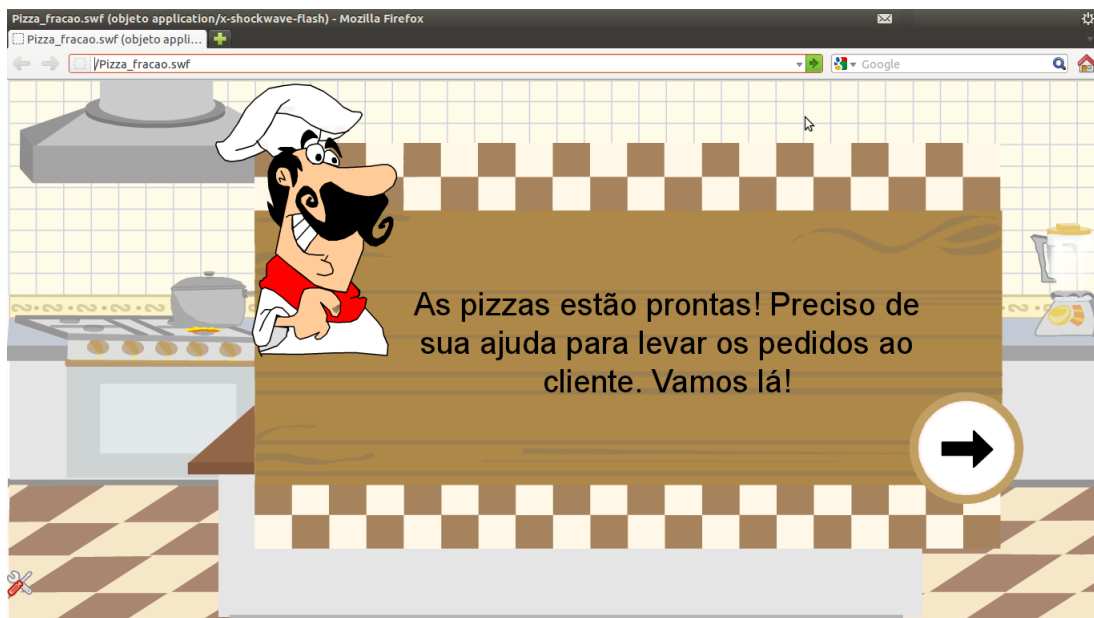 Pizza_fracao.swf (objeto application/x-shockwave-flash) - Mozilla Firefox
Pizza_fracao.swf (objeto appli...
/Pizza_fracao.swf
Google
As pizzas estão prontas! Preciso de
sua ajuda para levar os pedidos ao
cliente. Vamos lá!